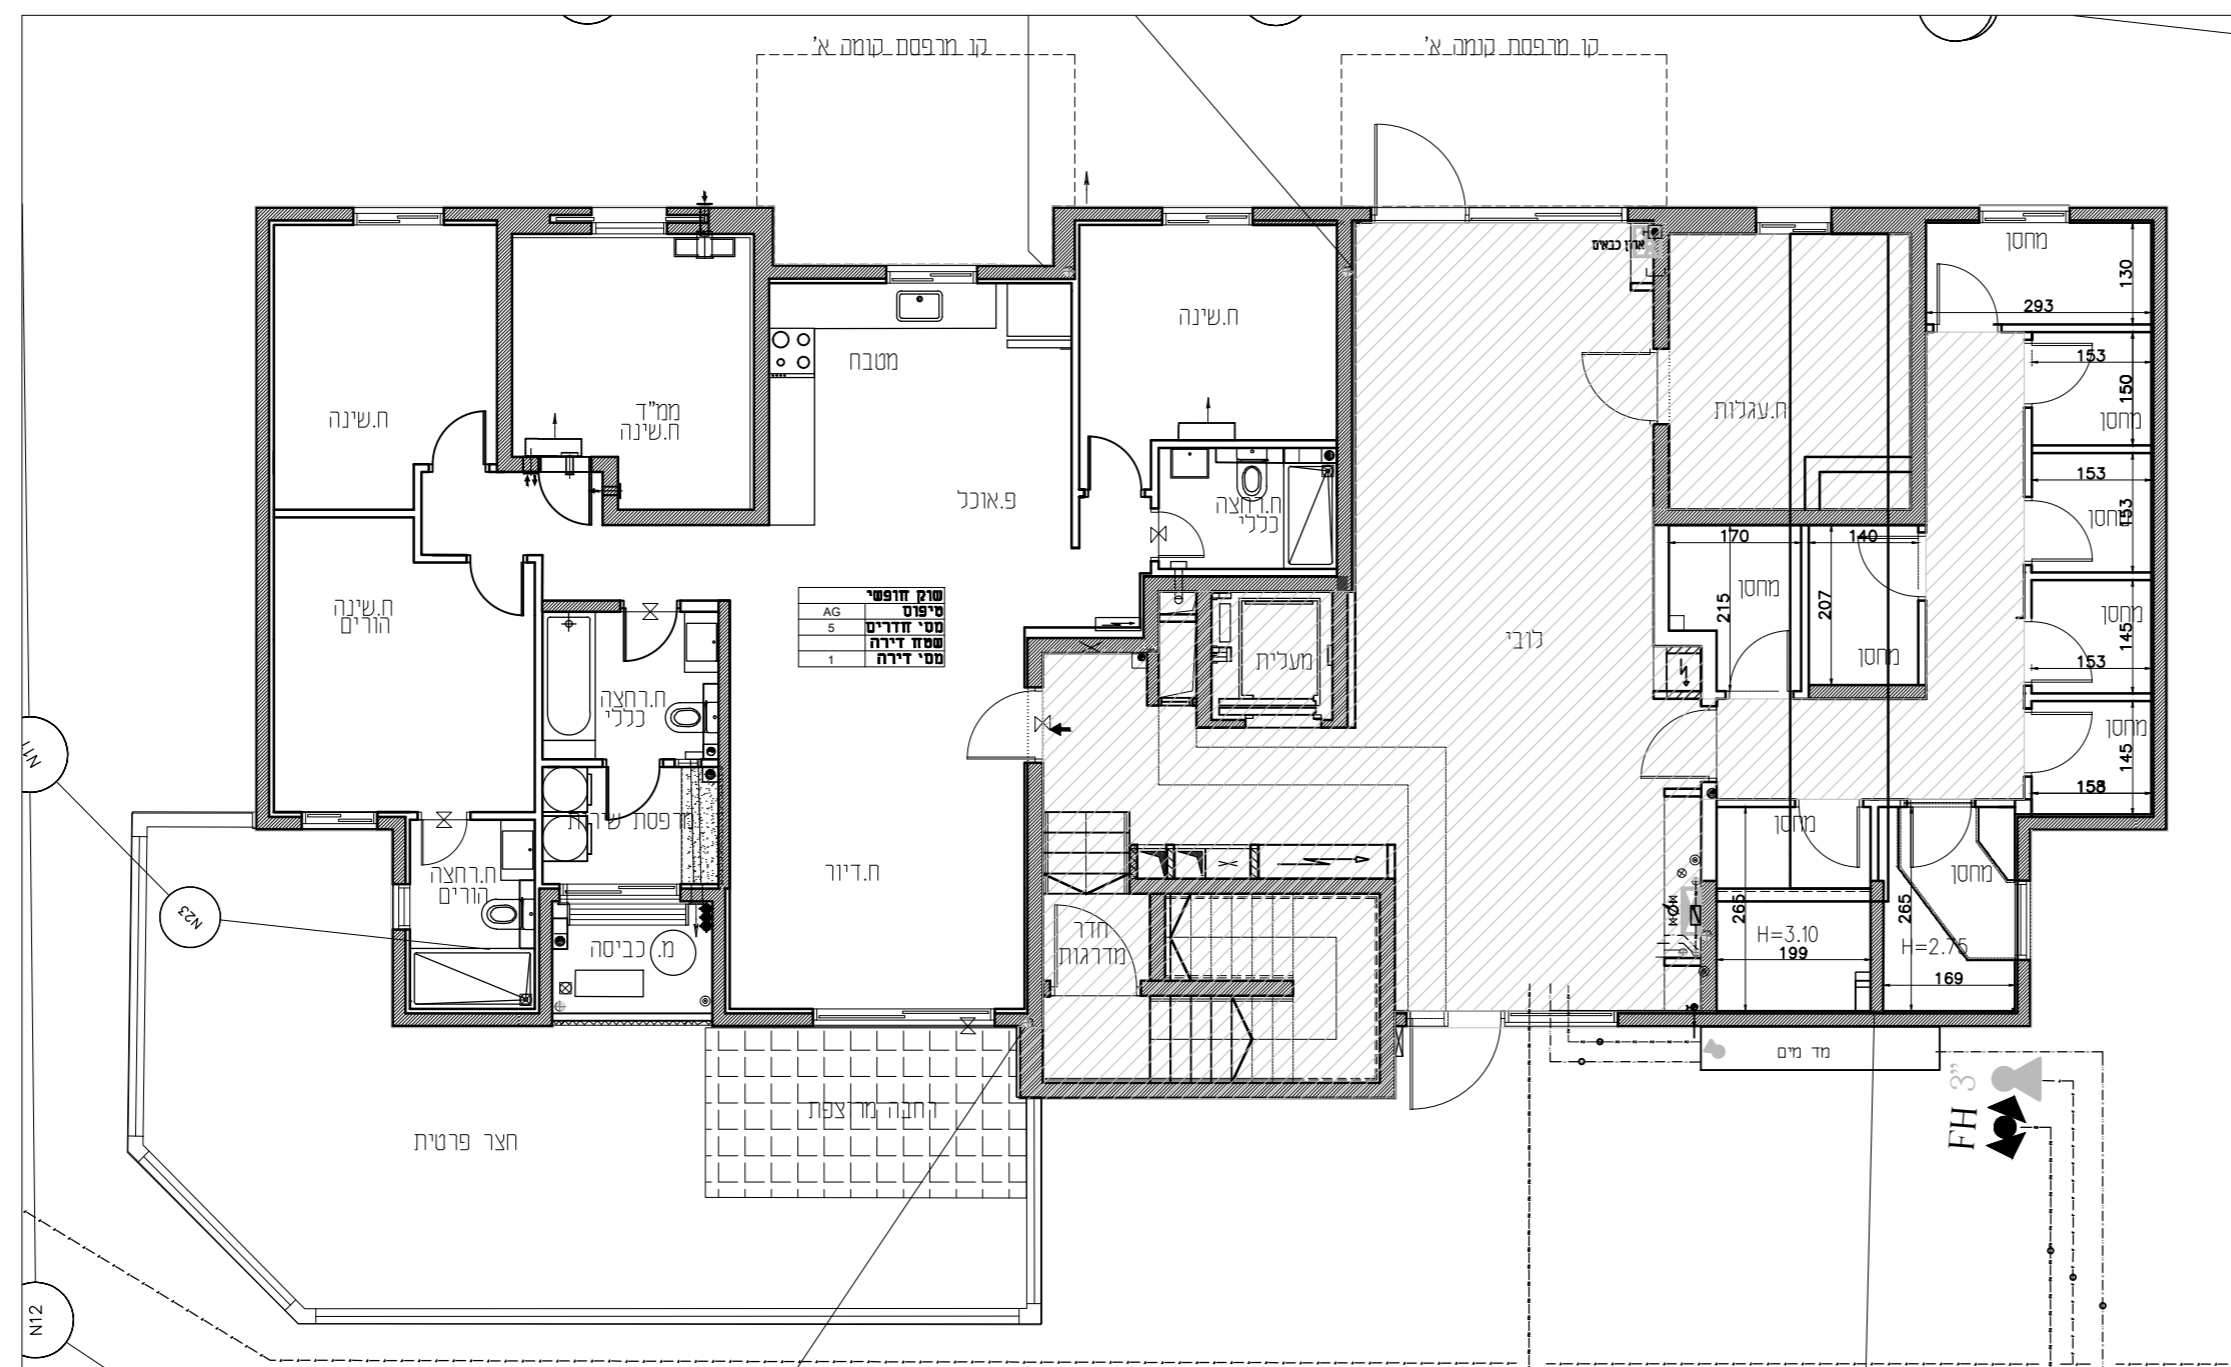 קו מרפסת קומה א'
קו מרפסת קומה א'
ארון כבאים
מחסן
130
293
ח.שינה
מטבח
153
150
מחסן
ח.שינה
ממ"ד
ח.שינה
ח.עגלות
153
מחסן
153
פ.אוכל
ח.רחצה
כללי
170
140
מחסן
215
207
מחסן
ח.שינה
הורים
שוק חופשי
טיפוס AG
מס' חדרים 5
שטח דירה
מס' דירה 1
לובי
מעלית
מחסן
145
153
ח.רחצה
כללי
מחסן
145
158
N11
מרפסת שירות
ח.דיור
מחסן
מחסן
ח.רחצה
הורים
N23
265
265
חדר
מדרגות
H=3.10
199
H=2.75
169
מ. כביסה
מד מים
FH 3"
רחבה מרוצפת
חצר פרטית
N12